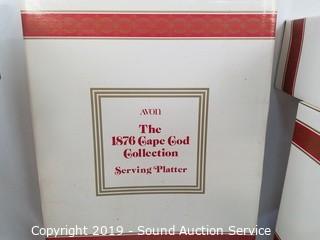 AVON
The
1876 Cape Cod
Collection
Serving Platter
Copyright 2019 - Sound Auction Service